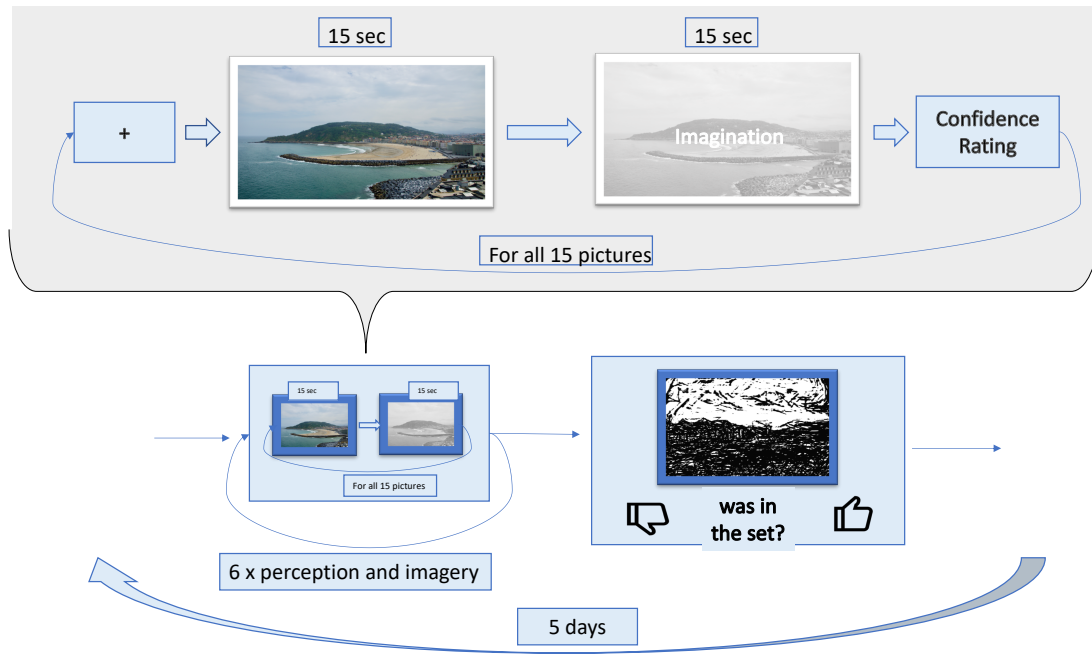 15 sec
15 sec
+
Imagination
Confidence
Rating
For all 15 pictures
15 sec
15 sec
For all 15 pictures
was in
the set?
6 x perception and imagery
5 days